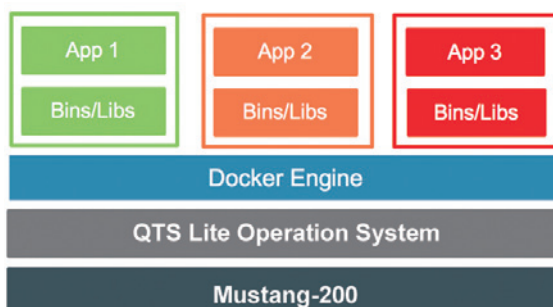 App 1
App 2
App 3
Bins/Libs
Bins/Libs
Bins/Libs
Docker Engine
QTS Lite Operation System
Mustang-200